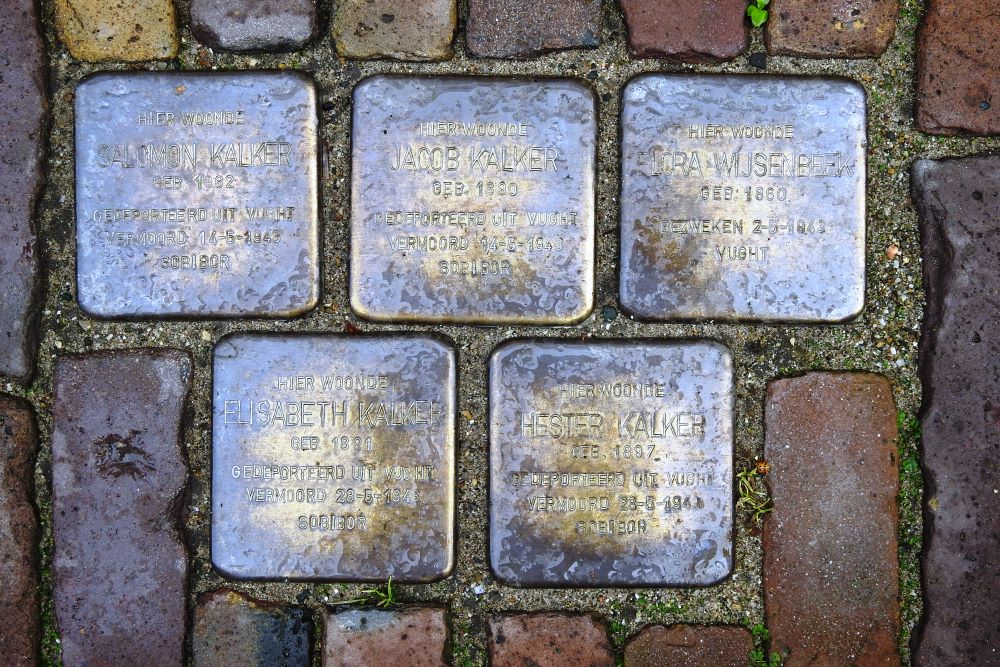 HIER WOONDE
SALOMON KALKER
GEB. 1882
GEDEPORTEERD UIT VUGHT
VERMOORD 14-5-1943
SOBIBOR
HIER WOONDE
JACOB KALKER
GEB. 1880
GEDEPORTEERD UIT VUGHT
VERMOORD 14-5-1943
SOBIBOR
HIER WOONDE
FLORA WIJSENBEEK
GEB. 1860
BEZWEKEN 2-5-1943
VUGHT
HIER WOONDE
ELISABETH KALKER
GEB. 1891
GEDEPORTEERD UIT VUGHT
VERMOORD 28-5-1943
SOBIBOR
HIER WOONDE
HESTER KALKER
GEB. 1897
GEDEPORTEERD UIT VUGHT
VERMOORD 28-5-1943
SOBIBOR